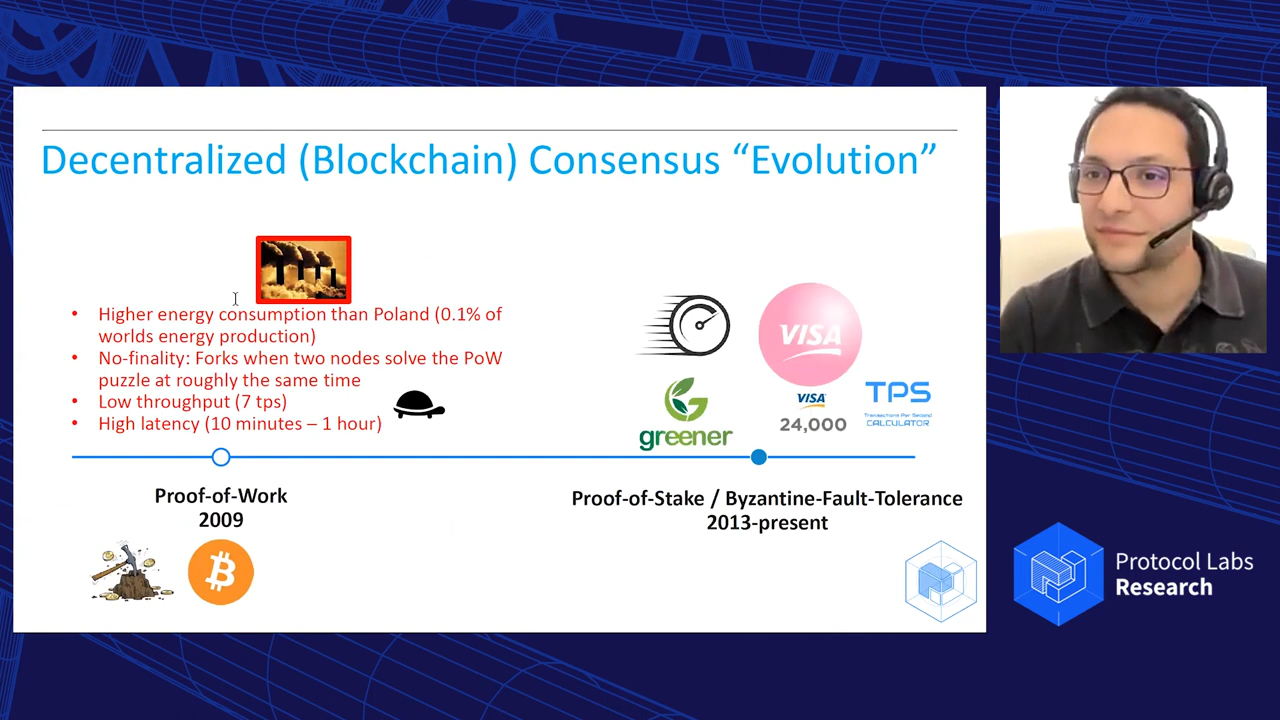 Decentralized (Blockchain) Consensus “Evolution”
• Higher energy consumption than Poland (0.1% of
worlds energy production)
• No-finality: Forks when two nodes solve the PoW
puzzle at roughly the same time
• Low throughput (7 tps)
• High latency (10 minutes – 1 hour)
VISA
greener
VISA
24,000
TPS
Transactions Per Second
CALCULATOR
Proof-of-Work
2009
Proof-of-Stake / Byzantine-Fault-Tolerance
2013-present
Protocol Labs
Research